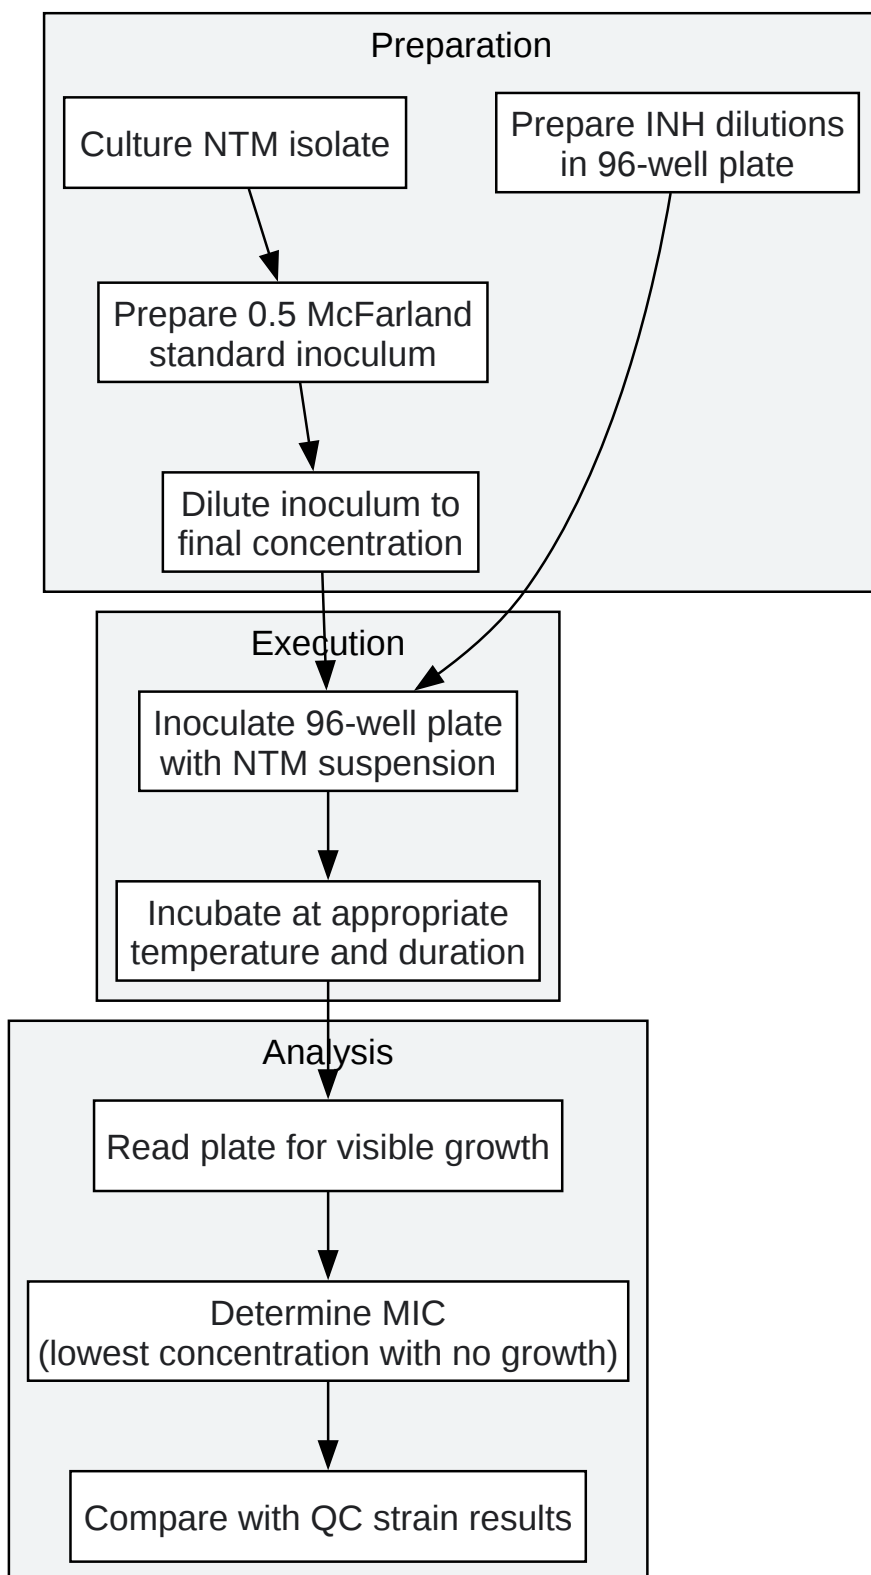 Preparation
Culture NTM isolate
Prepare INH dilutions
in 96-well plate
Prepare 0.5 McFarland
standard inoculum
Dilute inoculum to
final concentration
Execution
Inoculate 96-well plate
with NTM suspension
Incubate at appropriate
temperature and duration
Analysis
Read plate for visible growth
Determine MIC
(lowest concentration with no growth)
Compare with QC strain results